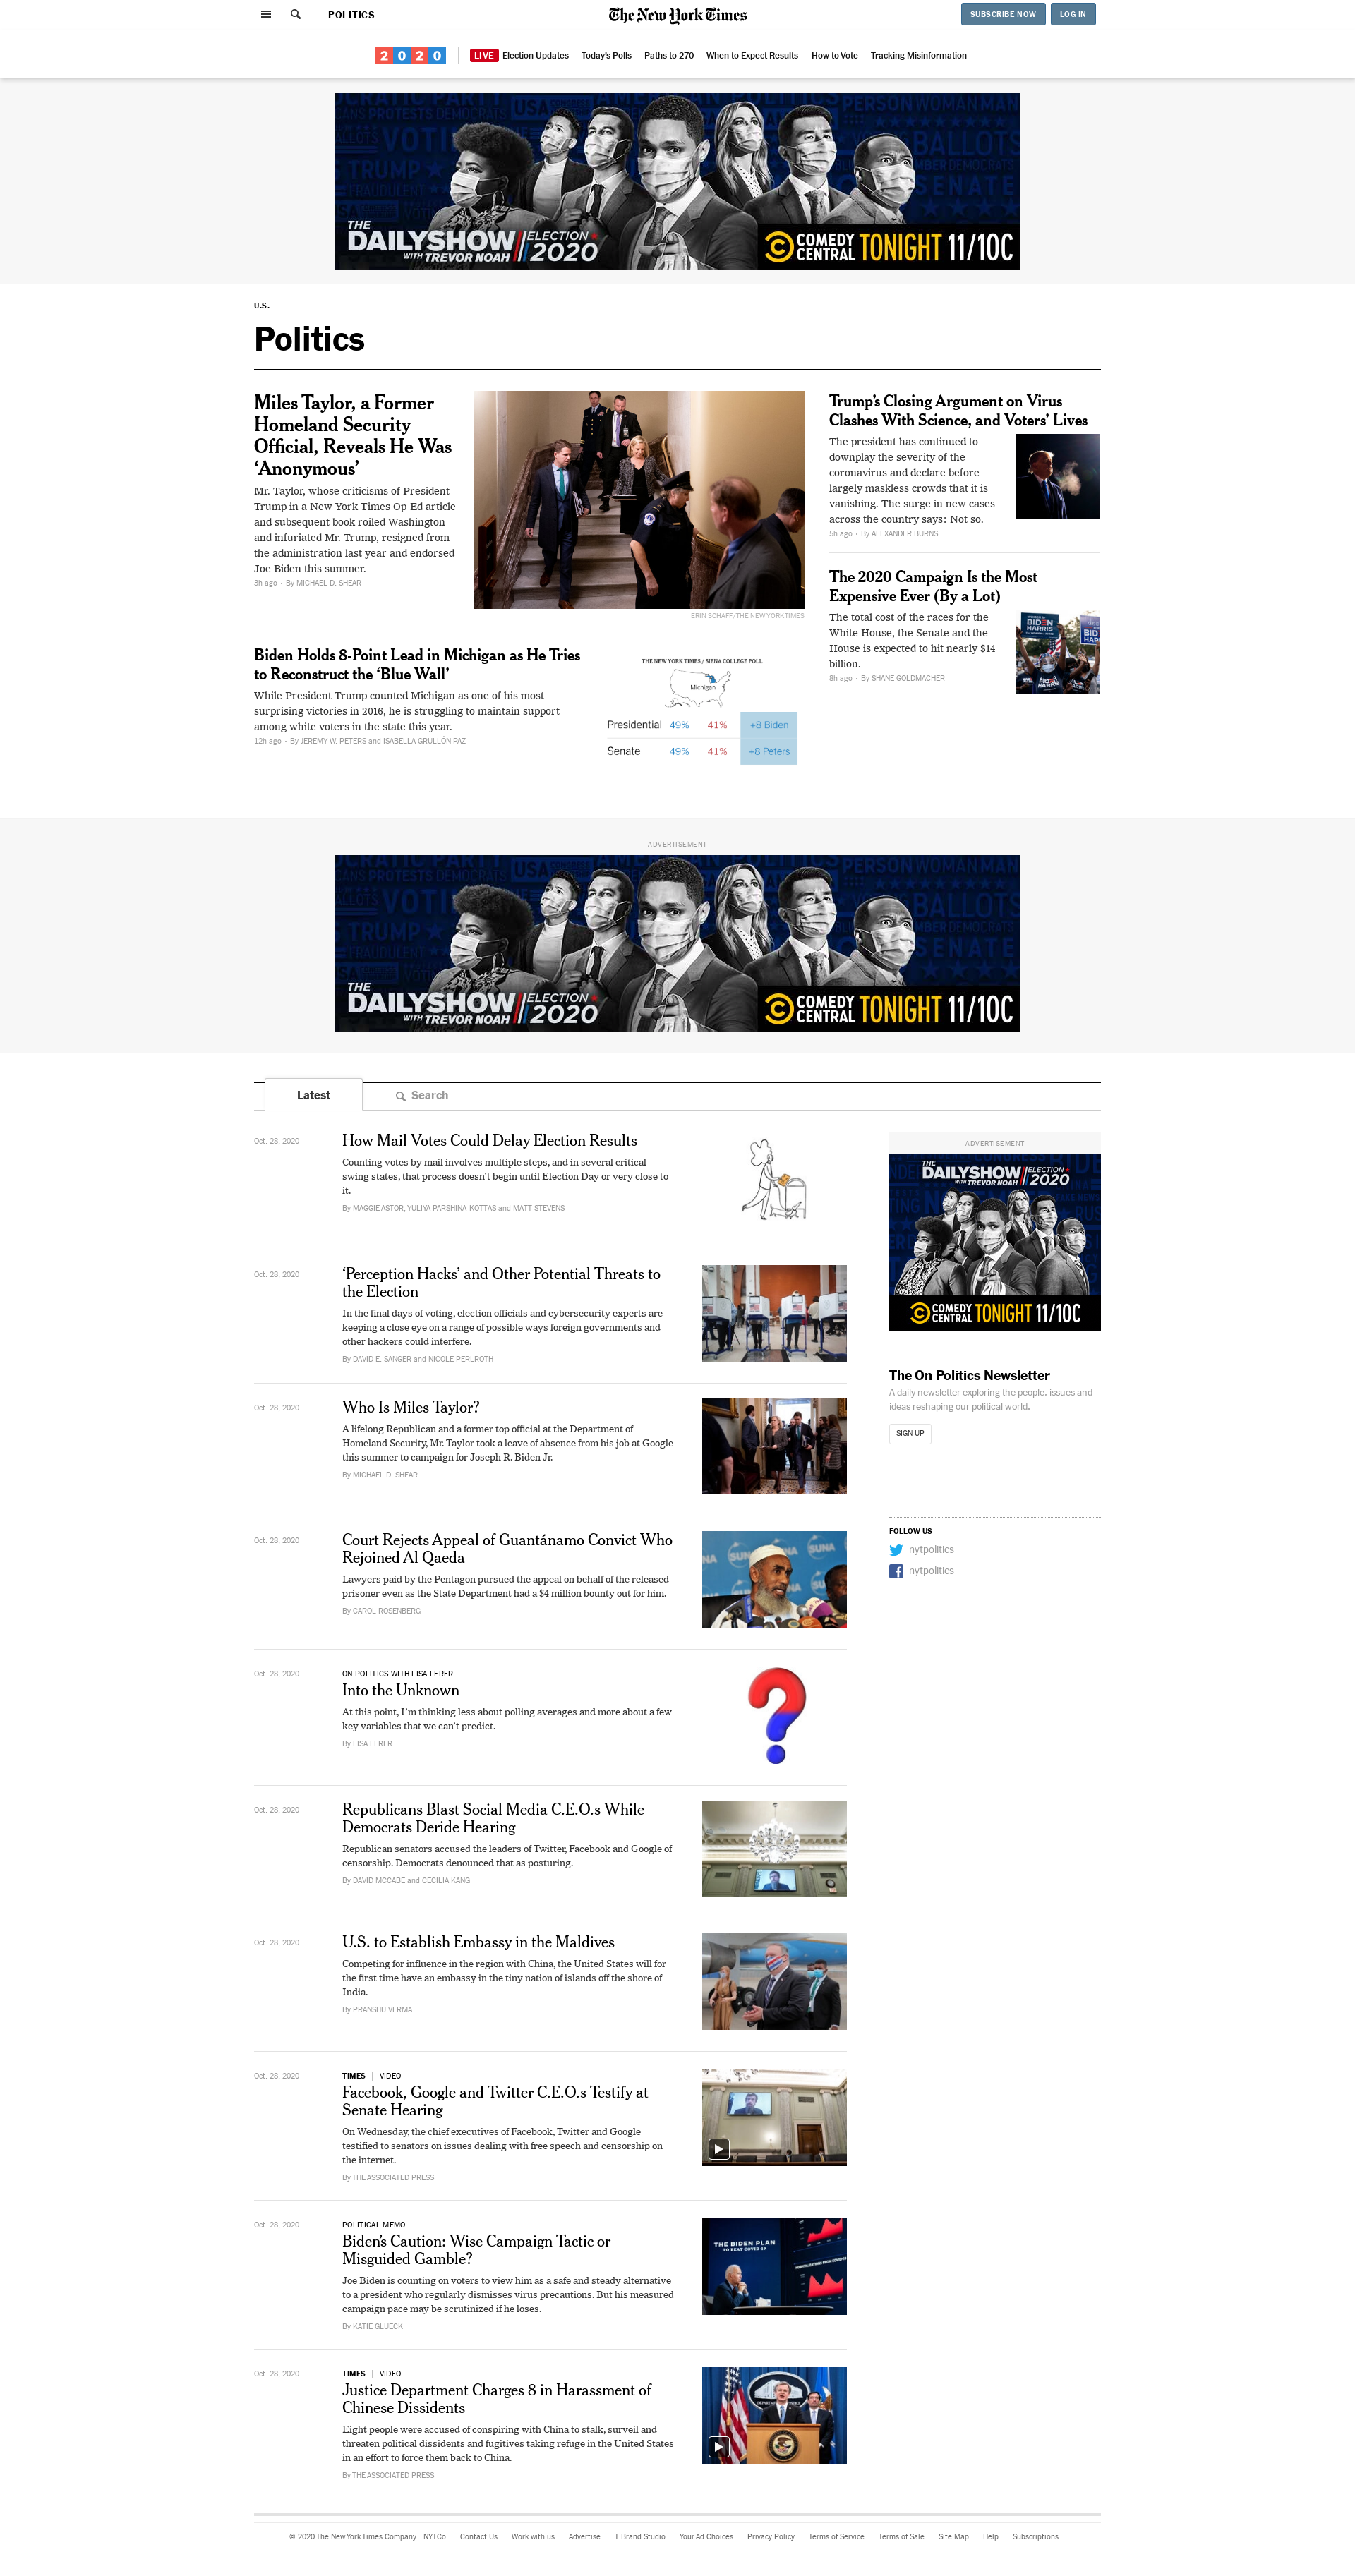 POLITICS
The New York Times
SUBSCRIBE NOW
LOG IN
2020
LIVE Election Updates
Today's Polls
Paths to 270
When to Expect Results
How to Vote
Tracking Misinformation
THE
DAILYSHOW ELECTION
WITH TREVOR NOAH 2020
COMEDY
CENTRAL TONIGHT 11/10C
U.S.
Politics
Miles Taylor, a Former
Homeland Security
Official, Reveals He Was
‘Anonymous’
Mr. Taylor, whose criticisms of President
Trump in a New York Times Op-Ed article
and subsequent book roiled Washington
and infuriated Mr. Trump, resigned from
the administration last year and endorsed
Joe Biden this summer.
3h ago • By MICHAEL D. SHEAR
ERIN SCHAFF/THE NEW YORK TIMES
Biden Holds 8-Point Lead in Michigan as He Tries
to Reconstruct the ‘Blue Wall’
While President Trump counted Michigan as one of his most
surprising victories in 2016, he is struggling to maintain support
among white voters in the state this year.
12h ago • By JEREMY W. PETERS and ISABELLA GRULLÓN PAZ
THE NEW YORK TIMES / SIENA COLLEGE POLL
Michigan
Presidential 49% 41% +8 Biden
Senate 49% 41% +8 Peters
Trump’s Closing Argument on Virus
Clashes With Science, and Voters’ Lives
The president has continued to
downplay the severity of the
coronavirus and declare before
largely maskless crowds that it is
vanishing. The surge in new cases
across the country says: Not so.
5h ago • By ALEXANDER BURNS
The 2020 Campaign Is the Most
Expensive Ever (By a Lot)
The total cost of the races for the
White House, the Senate and the
House is expected to hit nearly $14
billion.
8h ago • By SHANE GOLDMACHER
BIDEN
HARRIS
ADVERTISEMENT
THE
DAILYSHOW ELECTION
WITH TREVOR NOAH 2020
COMEDY
CENTRAL TONIGHT 11/10C
Latest
Search
Oct. 28, 2020
How Mail Votes Could Delay Election Results
Counting votes by mail involves multiple steps, and in several critical
swing states, that process doesn’t begin until Election Day or very close to
it.
By MAGGIE ASTOR, YULIYA PARSHINA-KOTTAS and MATT STEVENS
Oct. 28, 2020
‘Perception Hacks’ and Other Potential Threats to
the Election
In the final days of voting, election officials and cybersecurity experts are
keeping a close eye on a range of possible ways foreign governments and
other hackers could interfere.
By DAVID E. SANGER and NICOLE PERLROTH
Oct. 28, 2020
Who Is Miles Taylor?
A lifelong Republican and a former top official at the Department of
Homeland Security, Mr. Taylor took a leave of absence from his job at Google
this summer to campaign for Joseph R. Biden Jr.
By MICHAEL D. SHEAR
Oct. 28, 2020
Court Rejects Appeal of Guantánamo Convict Who
Rejoined Al Qaeda
Lawyers paid by the Pentagon pursued the appeal on behalf of the released
prisoner even as the State Department had a $4 million bounty out for him.
By CAROL ROSENBERG
SUNA
Oct. 28, 2020
ON POLITICS WITH LISA LERER
Into the Unknown
At this point, I’m thinking less about polling averages and more about a few
key variables that we can’t predict.
By LISA LERER
Oct. 28, 2020
Republicans Blast Social Media C.E.O.s While
Democrats Deride Hearing
Republican senators accused the leaders of Twitter, Facebook and Google of
censorship. Democrats denounced that as posturing.
By DAVID MCCABE and CECILIA KANG
Oct. 28, 2020
U.S. to Establish Embassy in the Maldives
Competing for influence in the region with China, the United States will for
the first time have an embassy in the tiny nation of islands off the shore of
India.
By PRANSHU VERMA
Oct. 28, 2020
TIMES | VIDEO
Facebook, Google and Twitter C.E.O.s Testify at
Senate Hearing
On Wednesday, the chief executives of Facebook, Twitter and Google
testified to senators on issues dealing with free speech and censorship on
the internet.
By THE ASSOCIATED PRESS
Oct. 28, 2020
POLITICAL MEMO
Biden’s Caution: Wise Campaign Tactic or
Misguided Gamble?
Joe Biden is counting on voters to view him as a safe and steady alternative
to a president who regularly dismisses virus precautions. But his measured
campaign pace may be scrutinized if he loses.
By KATIE GLUECK
THE BIDEN PLAN
TO BEAT COVID-19
Oct. 28, 2020
TIMES | VIDEO
Justice Department Charges 8 in Harassment of
Chinese Dissidents
Eight people were accused of conspiring with China to stalk, surveil and
threaten political dissidents and fugitives taking refuge in the United States
in an effort to force them back to China.
By THE ASSOCIATED PRESS
ADVERTISEMENT
THE
DAILYSHOW ELECTION
WITH TREVOR NOAH 2020
COMEDY
CENTRAL TONIGHT 11/10C
The On Politics Newsletter
A daily newsletter exploring the people, issues and
ideas reshaping our political world.
SIGN UP
FOLLOW US
nytpolitics
nytpolitics
© 2020 The New York Times Company
NYTCo
Contact Us
Work with us
Advertise
T Brand Studio
Your Ad Choices
Privacy Policy
Terms of Service
Terms of Sale
Site Map
Help
Subscriptions